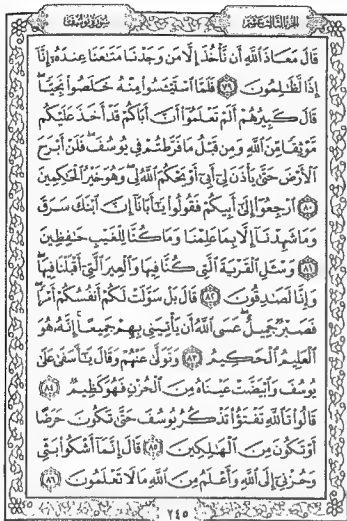 سورة يوسف
الجزء الثالث عشر
قَالَ مَعَاذَ ٱللَّهِ أَن نَّأْخُذَ إِلَّا مَن وَجَدْنَا مَتَٰعَنَا عِندَهُۥٓ إِنَّآ
إِذًا لَّظَٰلِمُونَ ﴿٧٩﴾ فَلَمَّا ٱسْتَيْـَٔسُوا۟ مِنْهُ خَلَصُوا۟ نَجِيًّا ۖ
قَالَ كَبِيرُهُمْ أَلَمْ تَعْلَمُوٓا۟ أَنَّ أَبَاكُمْ قَدْ أَخَذَ عَلَيْكُم
مَّوْثِقًا مِّنَ ٱللَّهِ وَمِن قَبْلُ مَا فَرَّطتُمْ فِى يُوسُفَ ۖ فَلَنْ أَبْرَحَ
ٱلْأَرْضَ حَتَّىٰ يَأْذَنَ لِىٓ أَبِىٓ أَوْ يَحْكُمَ ٱللَّهُ لِى ۖ وَهُوَ خَيْرُ ٱلْحَٰكِمِينَ
﴿٨٠﴾ ٱرْجِعُوٓا۟ إِلَىٰٓ أَبِيكُمْ فَقُولُوا۟ يَٰٓأَبَانَآ إِنَّ ٱبْنَكَ سَرَقَ
وَمَا شَهِدْنَآ إِلَّا بِمَا عَلِمْنَا وَمَا كُنَّا لِلْغَيْبِ حَٰفِظِينَ
﴿٨١﴾ وَسْـَٔلِ ٱلْقَرْيَةَ ٱلَّتِى كُنَّا فِيهَا وَٱلْعِيرَ ٱلَّتِىٓ أَقْبَلْنَا فِيهَا ۖ
وَإِنَّا لَصَٰدِقُونَ ﴿٨٢﴾ قَالَ بَلْ سَوَّلَتْ لَكُمْ أَنفُسُكُمْ أَمْرًا ۖ
فَصَبْرٌ جَمِيلٌ ۖ عَسَى ٱللَّهُ أَن يَأْتِيَنِى بِهِمْ جَمِيعًا ۚ إِنَّهُۥ هُوَ
ٱلْعَلِيمُ ٱلْحَكِيمُ ﴿٨٣﴾ وَتَوَلَّىٰ عَنْهُمْ وَقَالَ يَٰٓأَسَفَىٰ عَلَىٰ
يُوسُفَ وَٱبْيَضَّتْ عَيْنَاهُ مِنَ ٱلْحُزْنِ فَهُوَ كَظِيمٌ ﴿٨٤﴾
قَالُوا۟ تَٱللَّهِ تَفْتَؤُا۟ تَذْكُرُ يُوسُفَ حَتَّىٰ تَكُونَ حَرَضًا
أَوْ تَكُونَ مِنَ ٱلْهَٰلِكِينَ ﴿٨٥﴾ قَالَ إِنَّمَآ أَشْكُوا۟ بَثِّى
وَحُزْنِىٓ إِلَى ٱللَّهِ وَأَعْلَمُ مِنَ ٱللَّهِ مَا لَا تَعْلَمُونَ ﴿٨٦﴾
٢٤٥